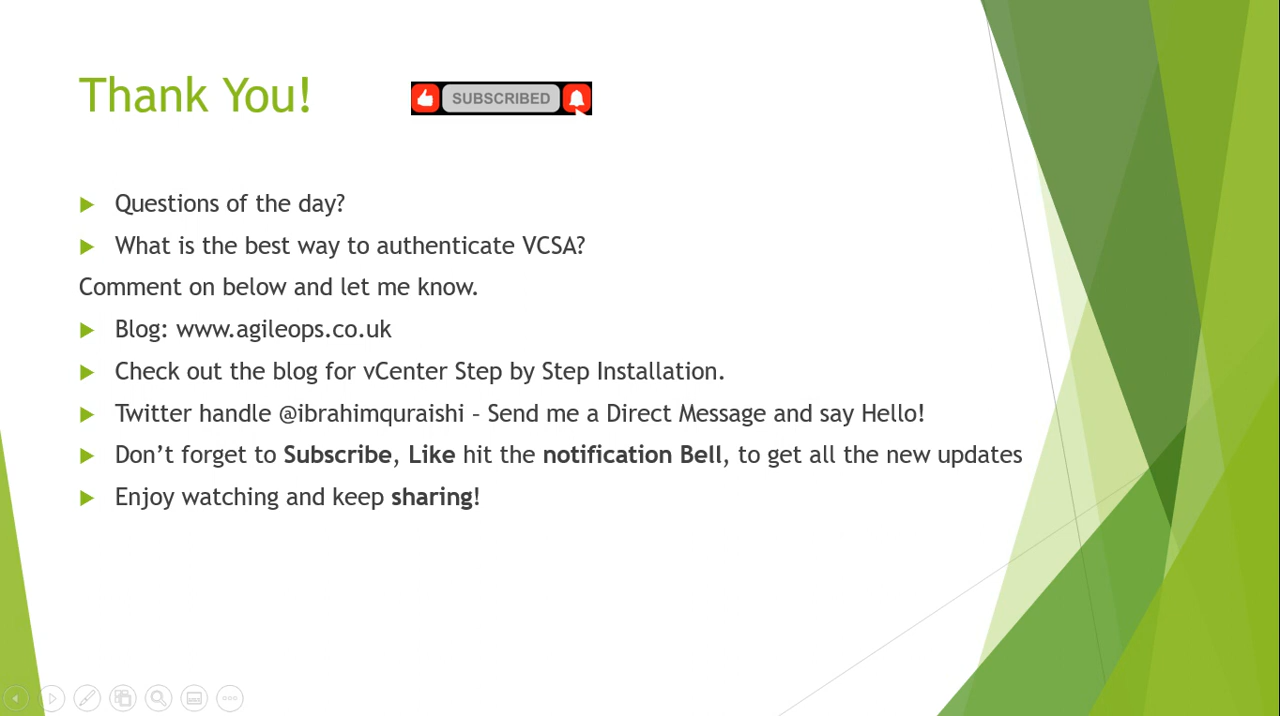 Thank You!
SUBSCRIBED
Questions of the day?
What is the best way to authenticate VCSA?
Comment on below and let me know.
Blog: www.agileops.co.uk
Check out the blog for vCenter Step by Step Installation.
Twitter handle @ibrahimquraishi – Send me a Direct Message and say Hello!
Don’t forget to Subscribe, Like hit the notification Bell, to get all the new updates
Enjoy watching and keep sharing!